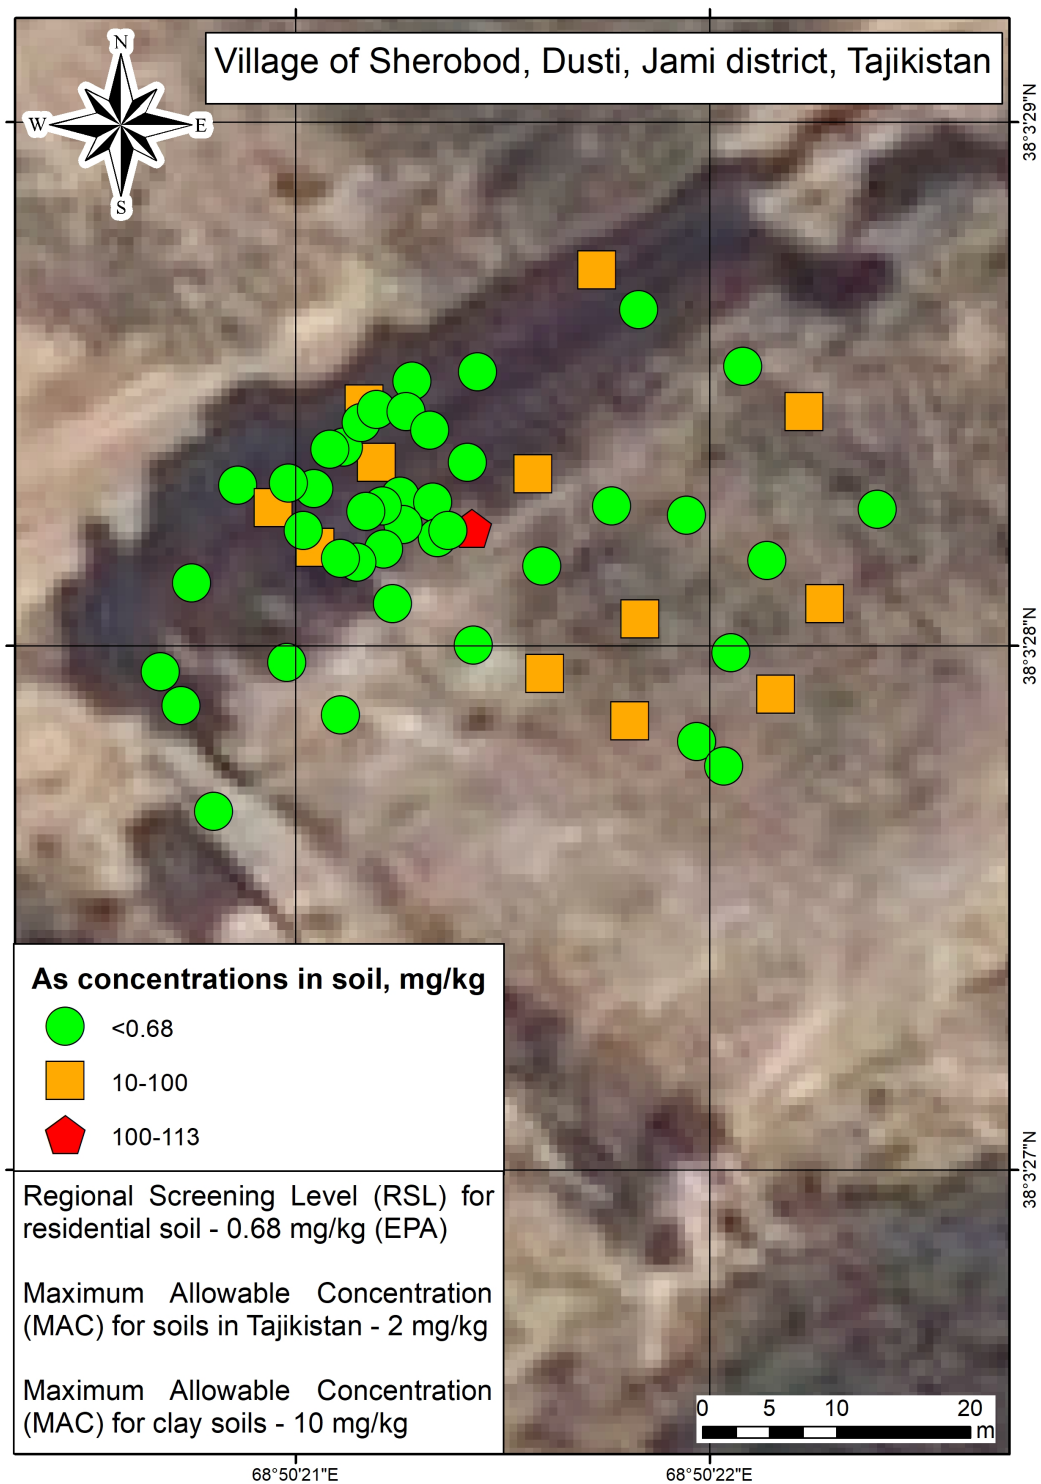 Village of Sherobod, Dusti, Jami district, Tajikistan
N
W
E
S
38°3'29"N
38°3'28"N
38°3'27"N
As concentrations in soil, mg/kg
<0.68
10-100
100-113
Regional Screening Level (RSL) for
residential soil - 0.68 mg/kg (EPA)
Maximum Allowable Concentration
(MAC) for soils in Tajikistan - 2 mg/kg
Maximum Allowable Concentration
(MAC) for clay soils - 10 mg/kg
0 5 10 20
m
68°50'21"E
68°50'22"E